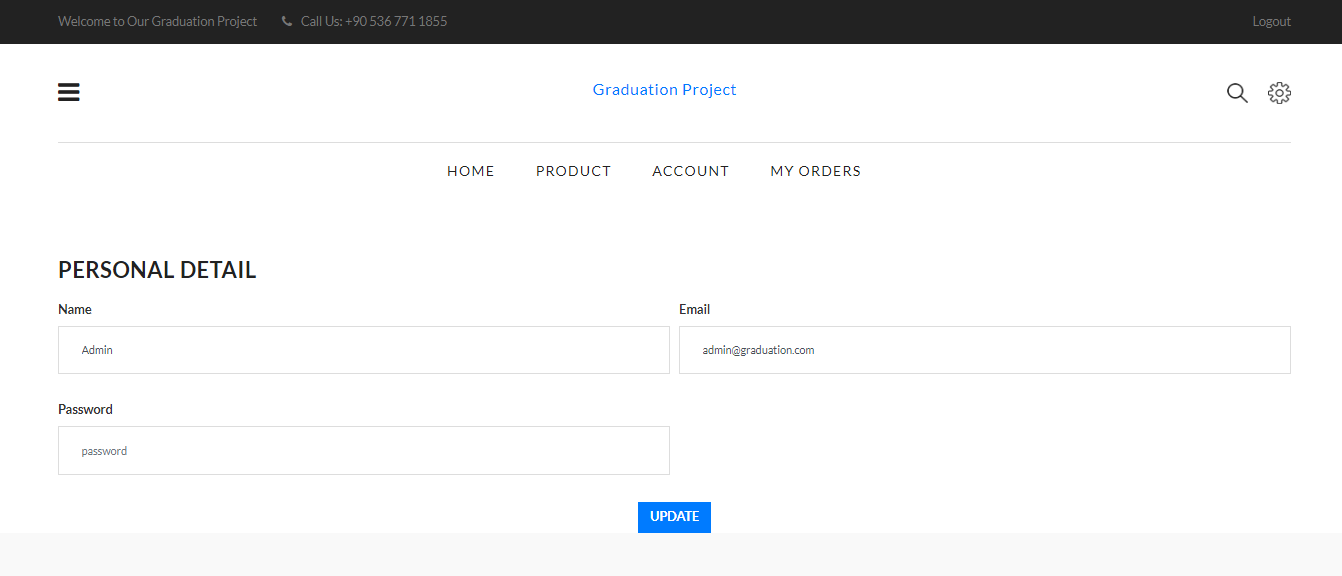 Welcome to Our Graduation Project Call Us: +90 536 771 1855 Logout
Graduation Project
HOME PRODUCT ACCOUNT MY ORDERS
PERSONAL DETAIL
Name Email
Admin admin@graduation.com
Password
password
UPDATE